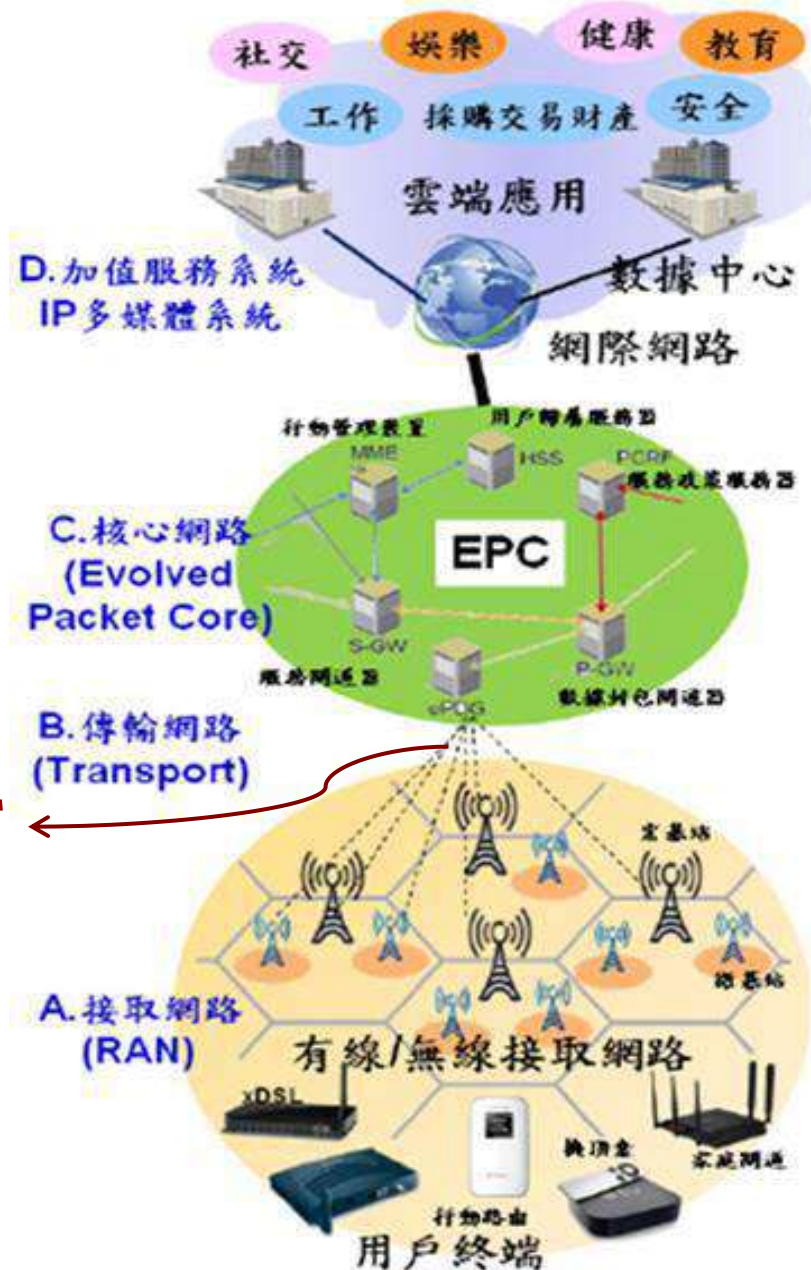 社交
娛樂
健康
教育
工作
採購交易財產
安全
雲端應用
D.加值服務系統
IP多媒體系統
數據中心
網際網路
行動管理裝置
MME
用戶歸屬服務器
HSS
PCRF
服務政策服務器
C.核心網路
(Evolved
Packet Core)
EPC
S-GW
服務閘道器
ePDG
P-GW
數據封包閘道器
B.傳輸網路
(Transport)
宏基站
微基站
A.接取網路
(RAN)
有線/無線接取網路
xDSL
行動路由
機頂盒
家庭閘道
用戶終端